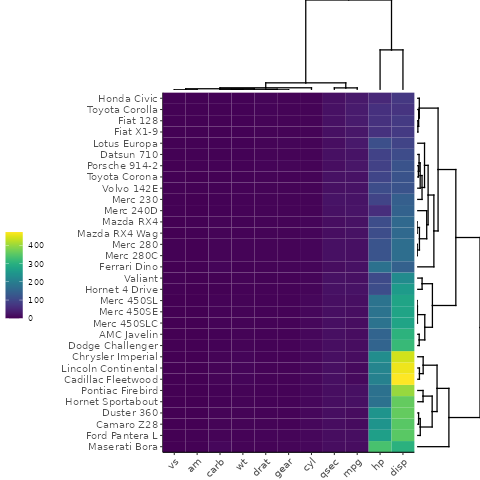 Honda Civic
Toyota Corolla
Fiat 128
Fiat X1-9
Lotus Europa
Datsun 710
Porsche 914-2
Toyota Corona
Volvo 142E
Merc 230
Merc 240D
Mazda RX4
Mazda RX4 Wag
Merc 280
Merc 280C
Ferrari Dino
Valiant
Hornet 4 Drive
Merc 450SL
Merc 450SE
Merc 450SLC
AMC Javelin
Dodge Challenger
Chrysler Imperial
Lincoln Continental
Cadillac Fleetwood
Pontiac Firebird
Hornet Sportabout
Duster 360
Camaro Z28
Ford Pantera L
Maserati Bora
400
300
200
100
0
vs am carb wt drat gear cyl qsec mpg hp disp